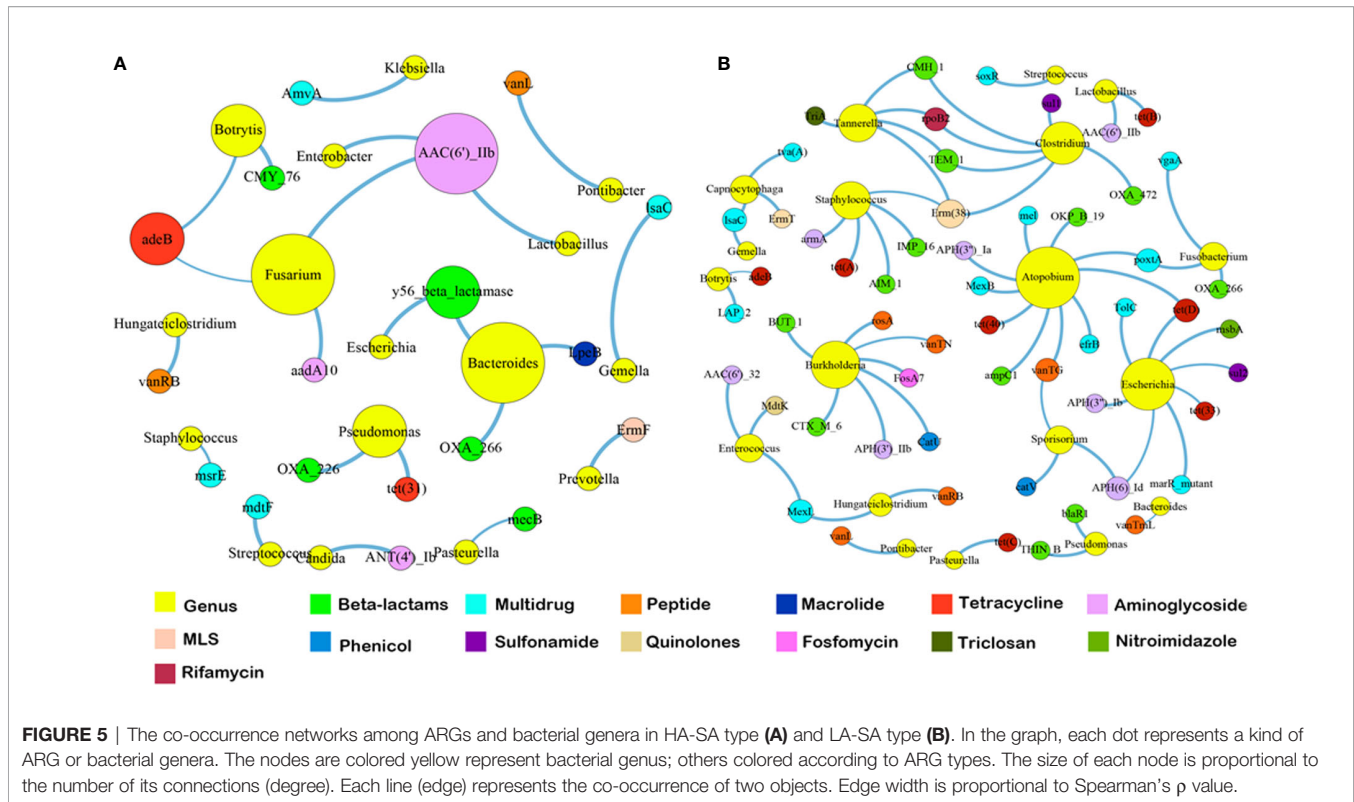 A
Klebsiella
AmvA
vanL
Botrytis
AAC(6')_IIb
Enterobacter
CMY_76
Pontibacter
lsaC
adeB
Lactobacillus
Fusarium
y56_beta_lactamase
Hungateiclostridium
Escherichia
Bacteroides
LpeB
Gemella
vanRB
aadA10
Staphylococcus
Pseudomonas
ErmF
OXA_226
OXA_266
msrE
tet(31)
Prevotella
mdtF
mecB
Streptococcus
Candida
ANT(4')_Ib
Pasteurella
B
CMH_1
soxR
Streptococcus
Lactobacillus
TriA
Tannerella
rpoB2
sul1
tet(B)
AAC(6')_IIb
Clostridium
tva(A)
TEM_1
vgaA
Capnocytophaga
Staphylococcus
OXA_472
lsaC
ErmT
Erm(38)
mel
OKP_B_19
armA
IMP_16
APH(3")_Ia
Gemella
tet(A)
poxtA
Fusobacterium
Botrytis
adeB
AIM_1
Atopobium
MexB
OXA_266
LAP_2
TolC
tet(D)
BUT_1
rosA
tet(40)
msbA
vanTN
efrB
Burkholderia
ampC1
vanTG
Escherichia
AAC(6')_32
FosA7
sul2
MdtK
APH(3")_Ib
tet(33)
CTX_M_6
APH(3')_IIb
CatU
Sporisorium
Enterococcus
catV
APH(6)_Id
marR_mutant
MexL
Hungateiclostridium
vanRB
Bacteroides
blaR1
vanTmL
vanL
Pontibacter
tet(C)
THIN_B
Pseudomonas
Pasteurella
Genus
Beta-lactams
Multidrug
Peptide
Macrolide
Tetracycline
Aminoglycoside
MLS
Phenicol
Sulfonamide
Quinolones
Fosfomycin
Triclosan
Nitroimidazole
Rifamycin
FIGURE 5 | The co-occurrence networks among ARGs and bacterial genera in HA-SA type (A) and LA-SA type (B). In the graph, each dot represents a kind of
ARG or bacterial genera. The nodes are colored yellow represent bacterial genus; others colored according to ARG types. The size of each node is proportional to
the number of its connections (degree). Each line (edge) represents the co-occurrence of two objects. Edge width is proportional to Spearman's ρ value.